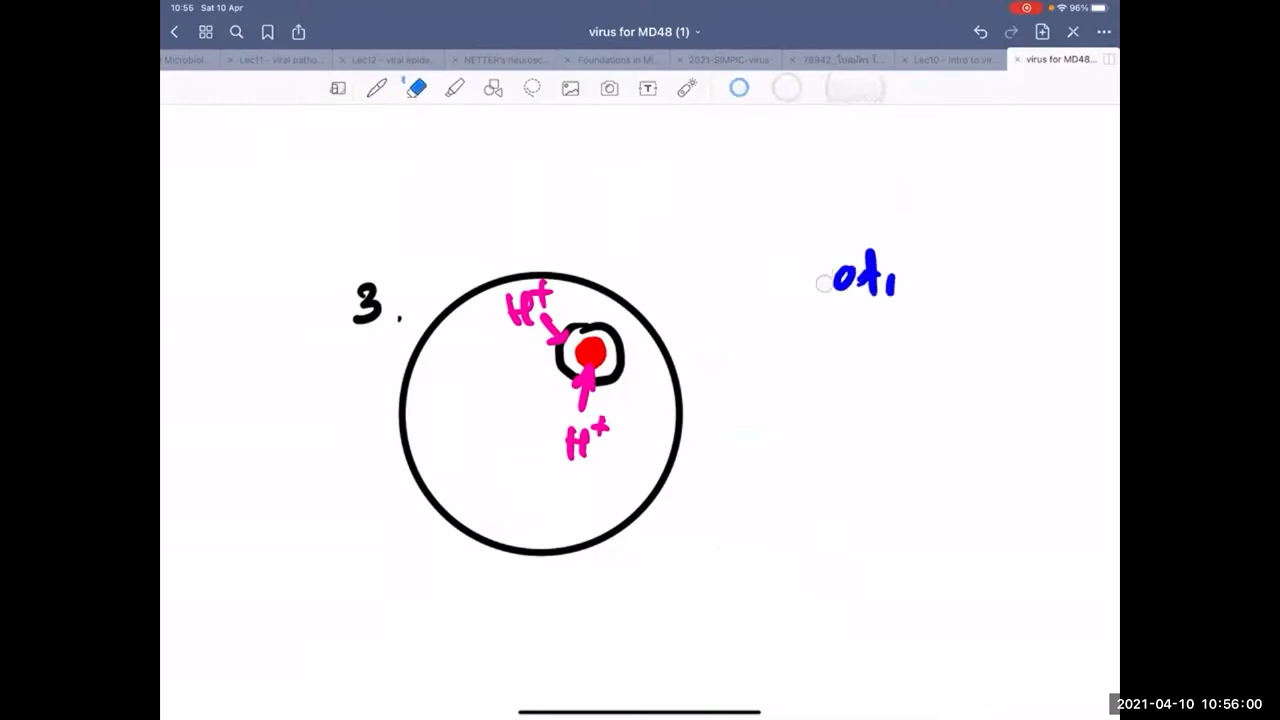 10:55 Sat 10 Apr
96%
virus for MD48 (1)
Microbiol.
Lec11 - viral patho...
Lec12 - viral epide.
NETTER's neurosc...
Foundations in Mi...
2021-SIMPIC-virus
Lec10 - Intro to vir...
virus for MD48...
3.
H+
H+
2021-04-10 10:56:00